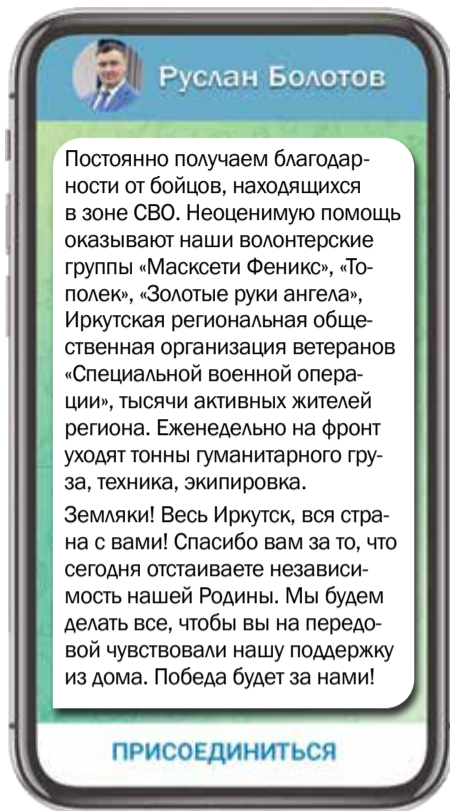 Руслан Болотов
Постоянно получаем благодар-
ности от бойцов, находящихся
в зоне СВО. Неоценимую помощь
оказывают наши волонтерские
группы «Масксети Феникс», «То-
полек», «Золотые руки ангела»,
Иркутская региональная обще-
ственная организация ветеранов
«Специальной военной опера-
ции», тысячи активных жителей
региона. Еженедельно на фронт
уходят тонны гуманитарного гру-
за, техника, экипировка.
Земляки! Весь Иркутск, вся стра-
на с вами! Спасибо вам за то, что
сегодня отстаиваете независи-
мость нашей Родины. Мы будем
делать все, чтобы вы на передо-
вой чувствовали нашу поддержку
из дома. Победа будет за нами!
ПРИСОЕДИНИТЬСЯ